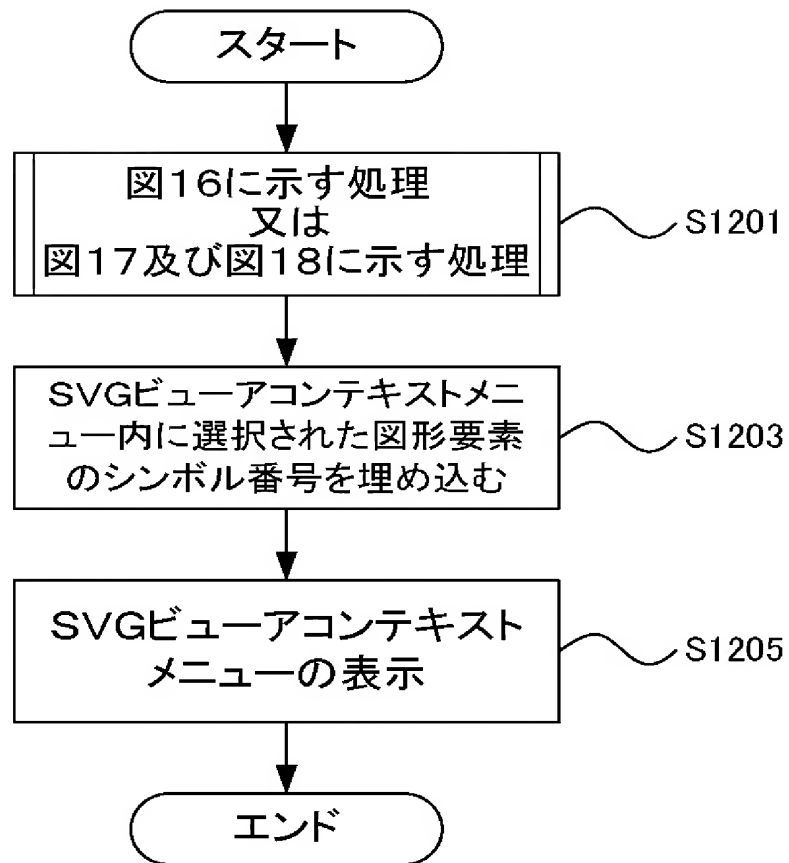 スタート
図16に示す処理
又は
図17及び図18に示す処理
S1201
SVGビューアコンテキストメニ
ュー内に選択された図形要素
のシンボル番号を埋め込む
S1203
SVGビューアコンテキスト
メニューの表示
S1205
エンド